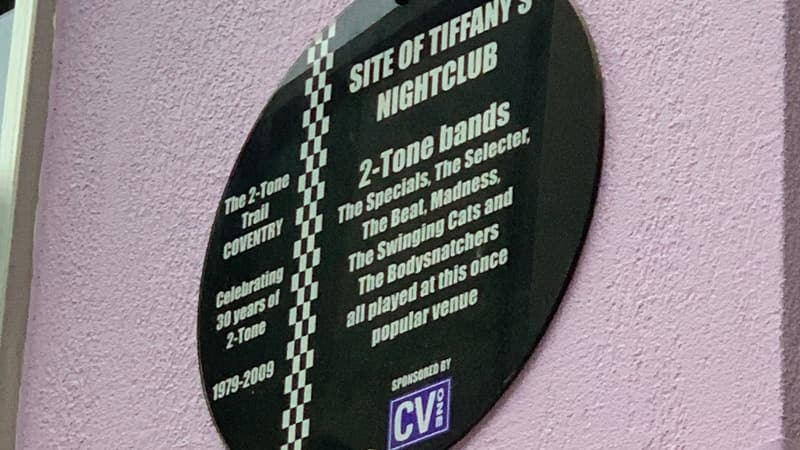 SITE OF TIFFANY'S
NIGHTCLUB
2-Tone bands
The Specials, The Selecter,
The Beat, Madness,
The Swinging Cats and
The Bodysnatchers
all played at this once
popular venue
The 2-Tone
Trail
COVENTRY
Celebrating
30 years of
2-Tone
1979-2009
SPONSORED BY
CV ONE